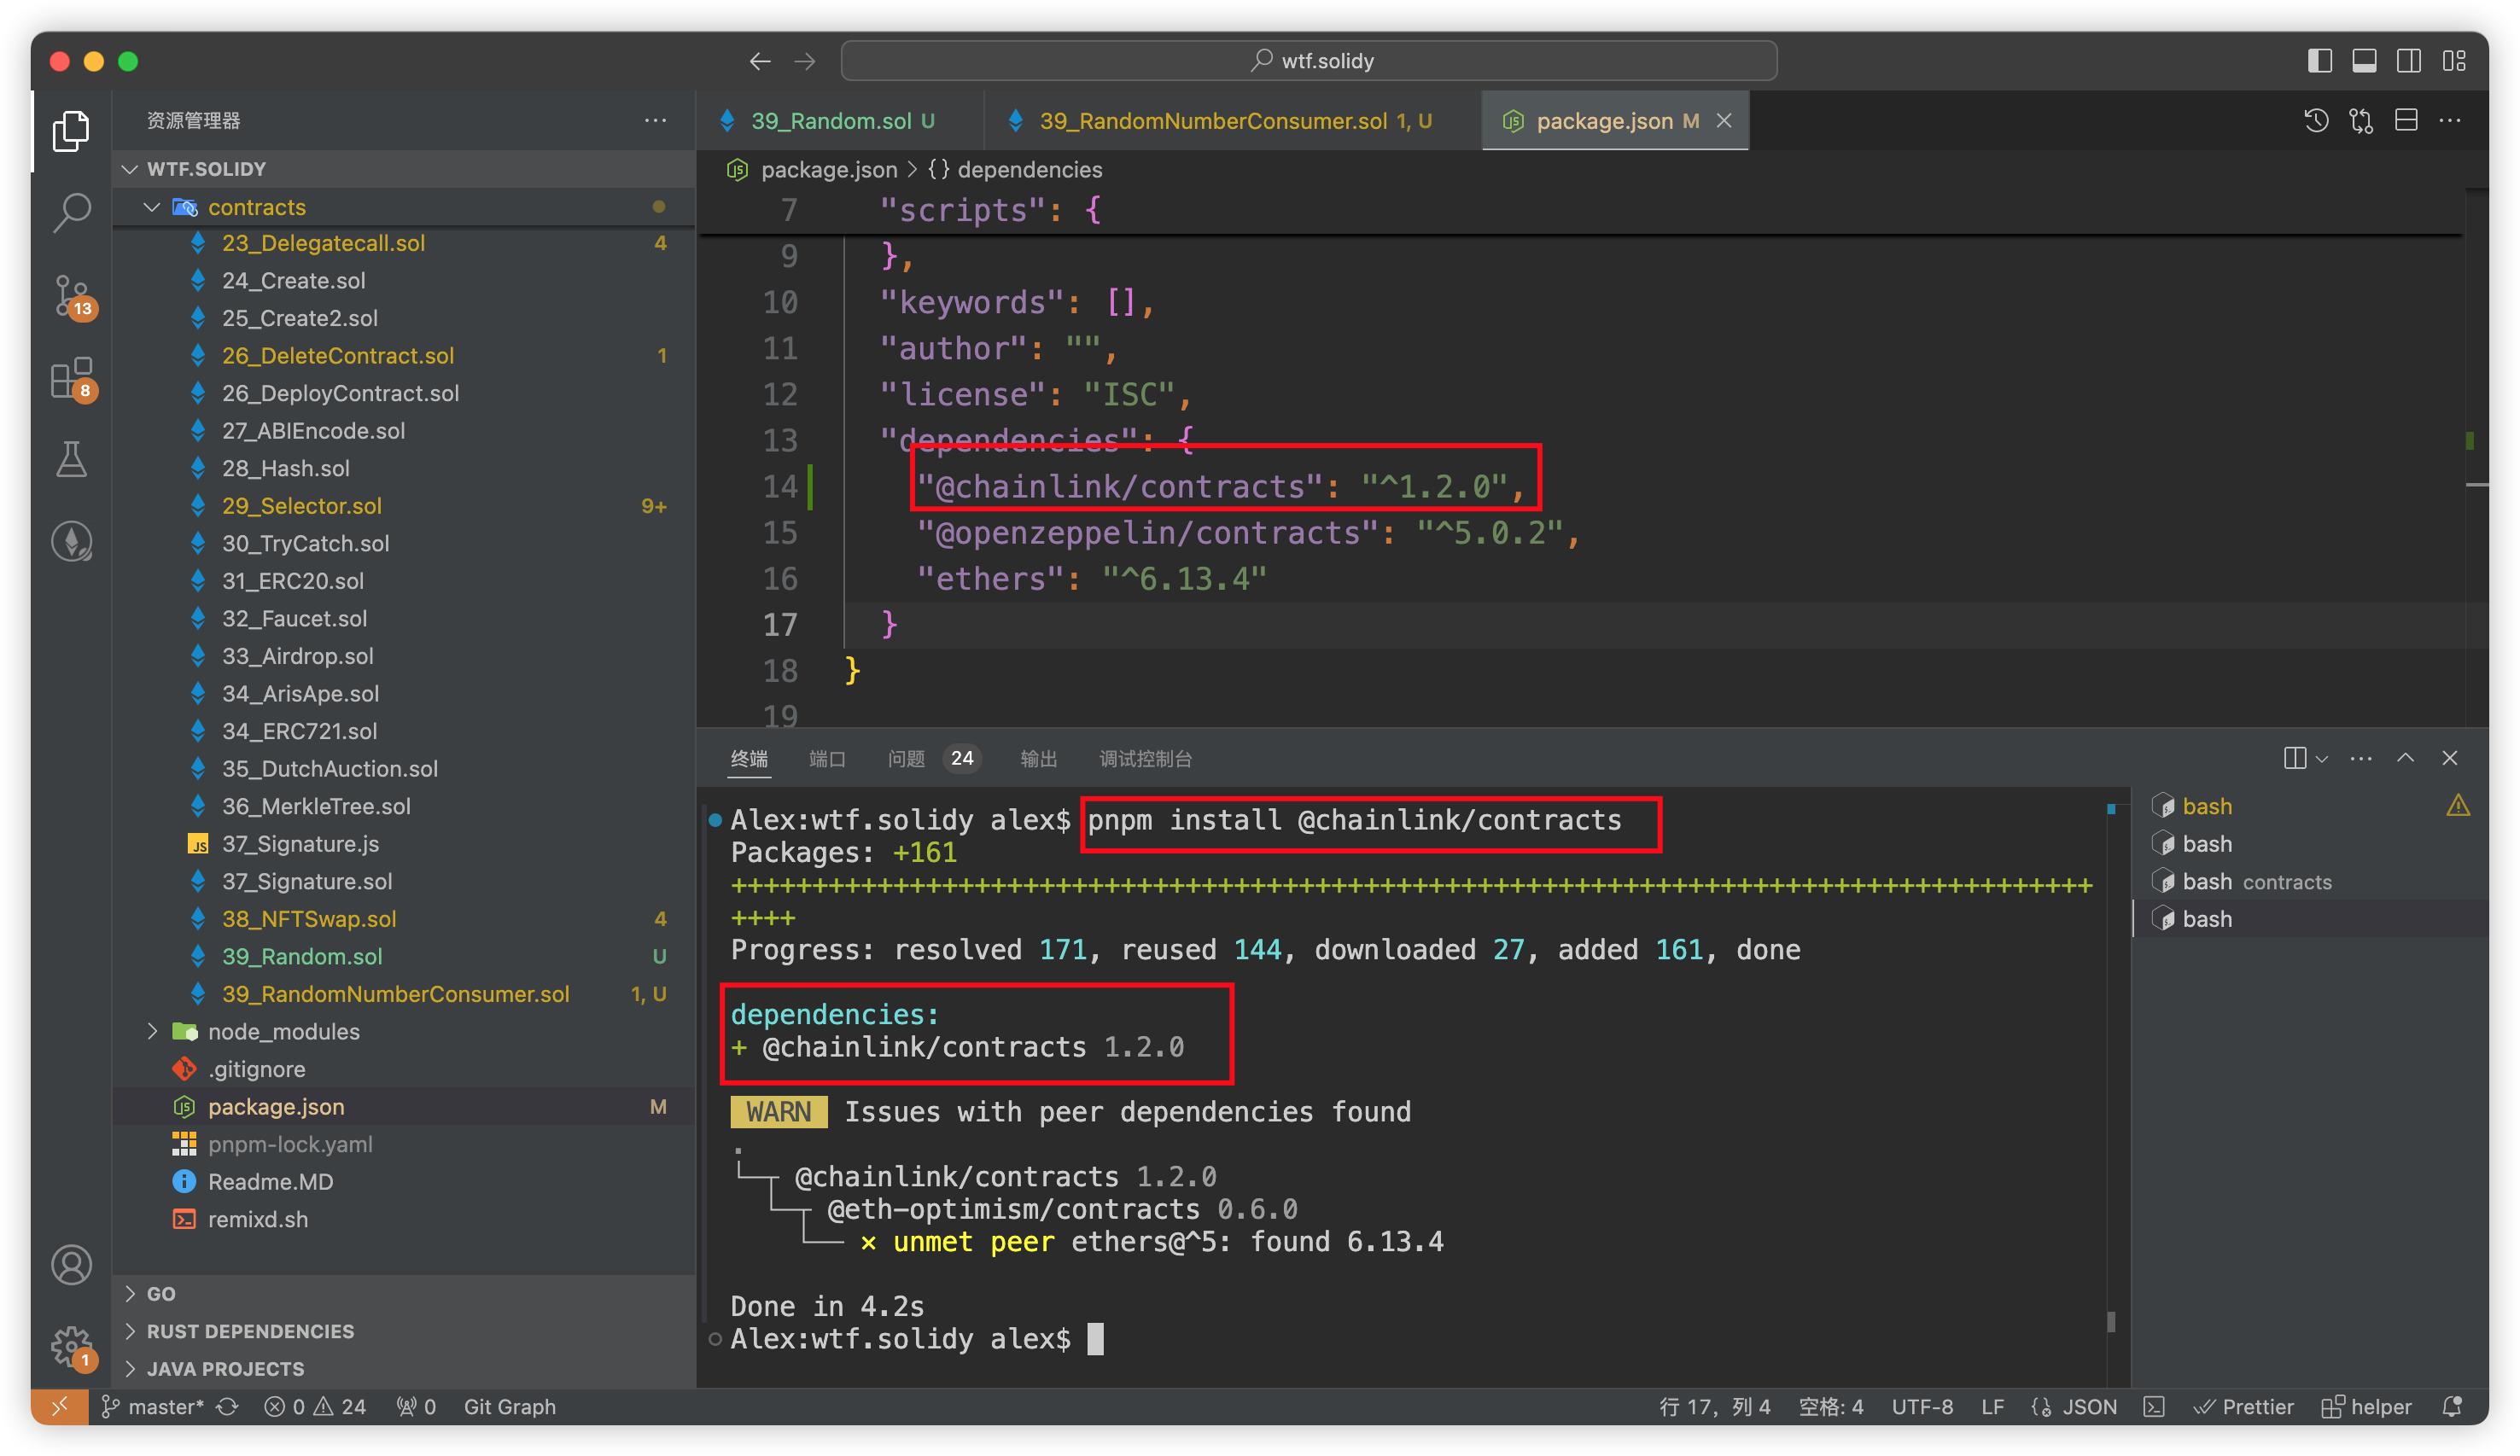 wtf.solidy
资源管理器
WTF.SOLIDY
contracts
23_Delegatecall.sol 4
24_Create.sol
25_Create2.sol
26_DeleteContract.sol 1
26_DeployContract.sol
27_ABIEncode.sol
28_Hash.sol
29_Selector.sol 9+
30_TryCatch.sol
31_ERC20.sol
32_Faucet.sol
33_Airdrop.sol
34_ArisApe.sol
34_ERC721.sol
35_DutchAuction.sol
36_MerkleTree.sol
JS 37_Signature.js
37_Signature.sol
38_NFTSwap.sol 4
39_Random.sol U
39_RandomNumberConsumer.sol 1, U
node_modules
.gitignore
package.json M
pnpm-lock.yaml
Readme.MD
remixd.sh
GO
RUST DEPENDENCIES
JAVA PROJECTS
13
8
1
39_Random.sol U
39_RandomNumberConsumer.sol 1, U
package.json M
package.json > {} dependencies
7 "scripts": {
9 },
10 "keywords": [],
11 "author": "",
12 "license": "ISC",
13 "dependencies": {
14 "@chainlink/contracts": "^1.2.0",
15 "@openzeppelin/contracts": "^5.0.2",
16 "ethers": "^6.13.4"
17 }
18 }
19
终端 端口 问题 24 输出 调试控制台
Alex:wtf.solidy alex$ pnpm install @chainlink/contracts
Packages: +161
++++++++++++++++++++++++++++++++++++++++++++++++++++++++++++++++++++++++++++++++++++
++++
Progress: resolved 171, reused 144, downloaded 27, added 161, done
dependencies:
+ @chainlink/contracts 1.2.0
WARN Issues with peer dependencies found
.
└─┬ @chainlink/contracts 1.2.0
  └─┬ @eth-optimism/contracts 0.6.0
    └── × unmet peer ethers@^5: found 6.13.4
Done in 4.2s
Alex:wtf.solidy alex$
bash
bash
bash contracts
bash
master* 0 24 0 Git Graph 行 17，列 4 空格: 4 UTF-8 LF JSON Prettier helper